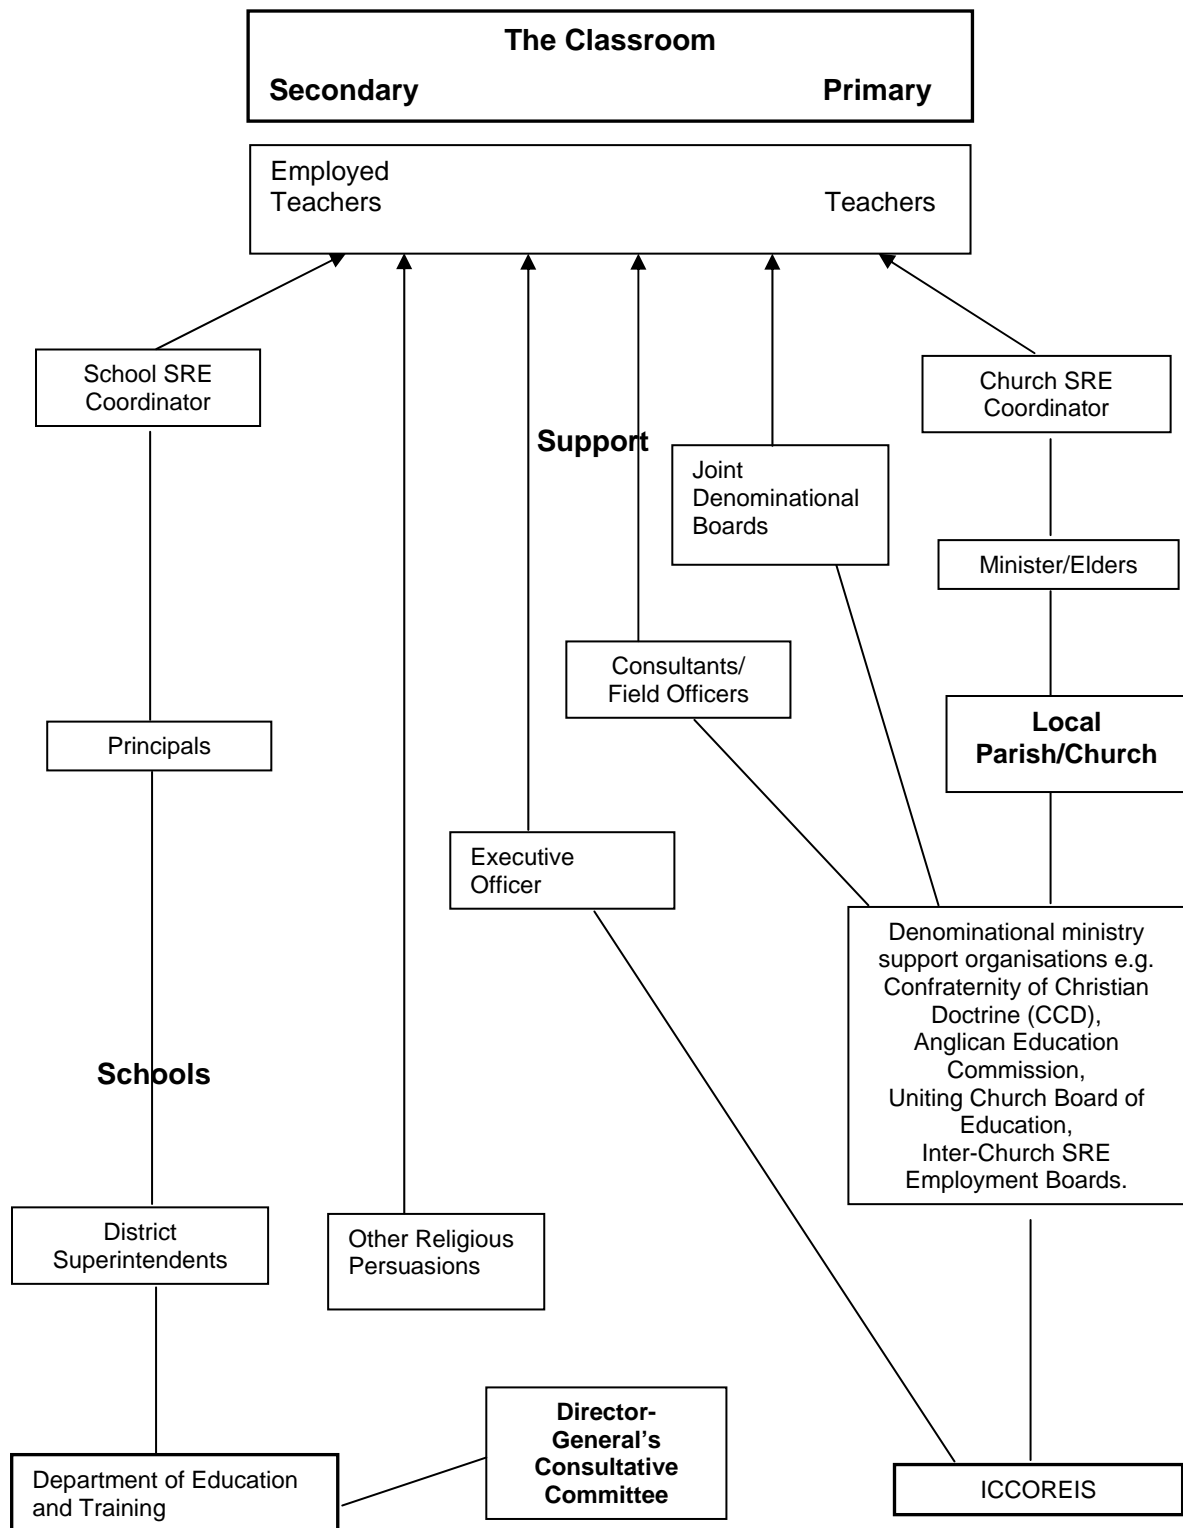 The Classroom
Secondary Primary
Employed
Teachers Teachers
School SRE
Coordinator
Church SRE
Coordinator
Support
Joint
Denominational
Boards
Minister/Elders
Consultants/
Field Officers
Local
Parish/Church
Principals
Executive
Officer
Denominational ministry
support organisations e.g.
Confraternity of Christian
Doctrine (CCD),
Anglican Education
Commission,
Uniting Church Board of
Education,
Inter-Church SRE
Employment Boards.
Schools
District
Superintendents
Other Religious
Persuasions
Director-
General’s
Consultative
Committee
Department of Education
and Training
ICCOREIS